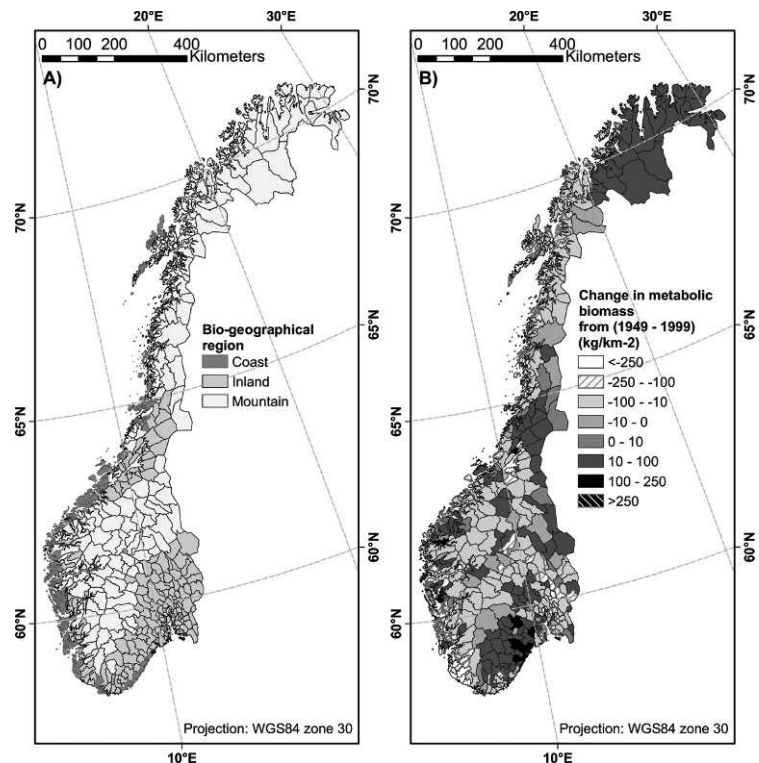 20°E 30°E
0 100 200 400
Kilometers
A)
70°N
70°N
65°N
Bio-geographical
region
Coast
Inland
Mountain
65°N
60°N
60°N
Projection: WGS84 zone 30
10°E
20°E 30°E
0 100 200 400
Kilometers
B)
70°N
70°N
65°N
Change in metabolic
biomass
from (1949 - 1999)
(kg/km-2)
<-250
-250 - -100
-100 - -10
-10 - 0
0 - 10
10 - 100
100 - 250
>250
65°N
60°N
60°N
Projection: WGS84 zone 30
10°E